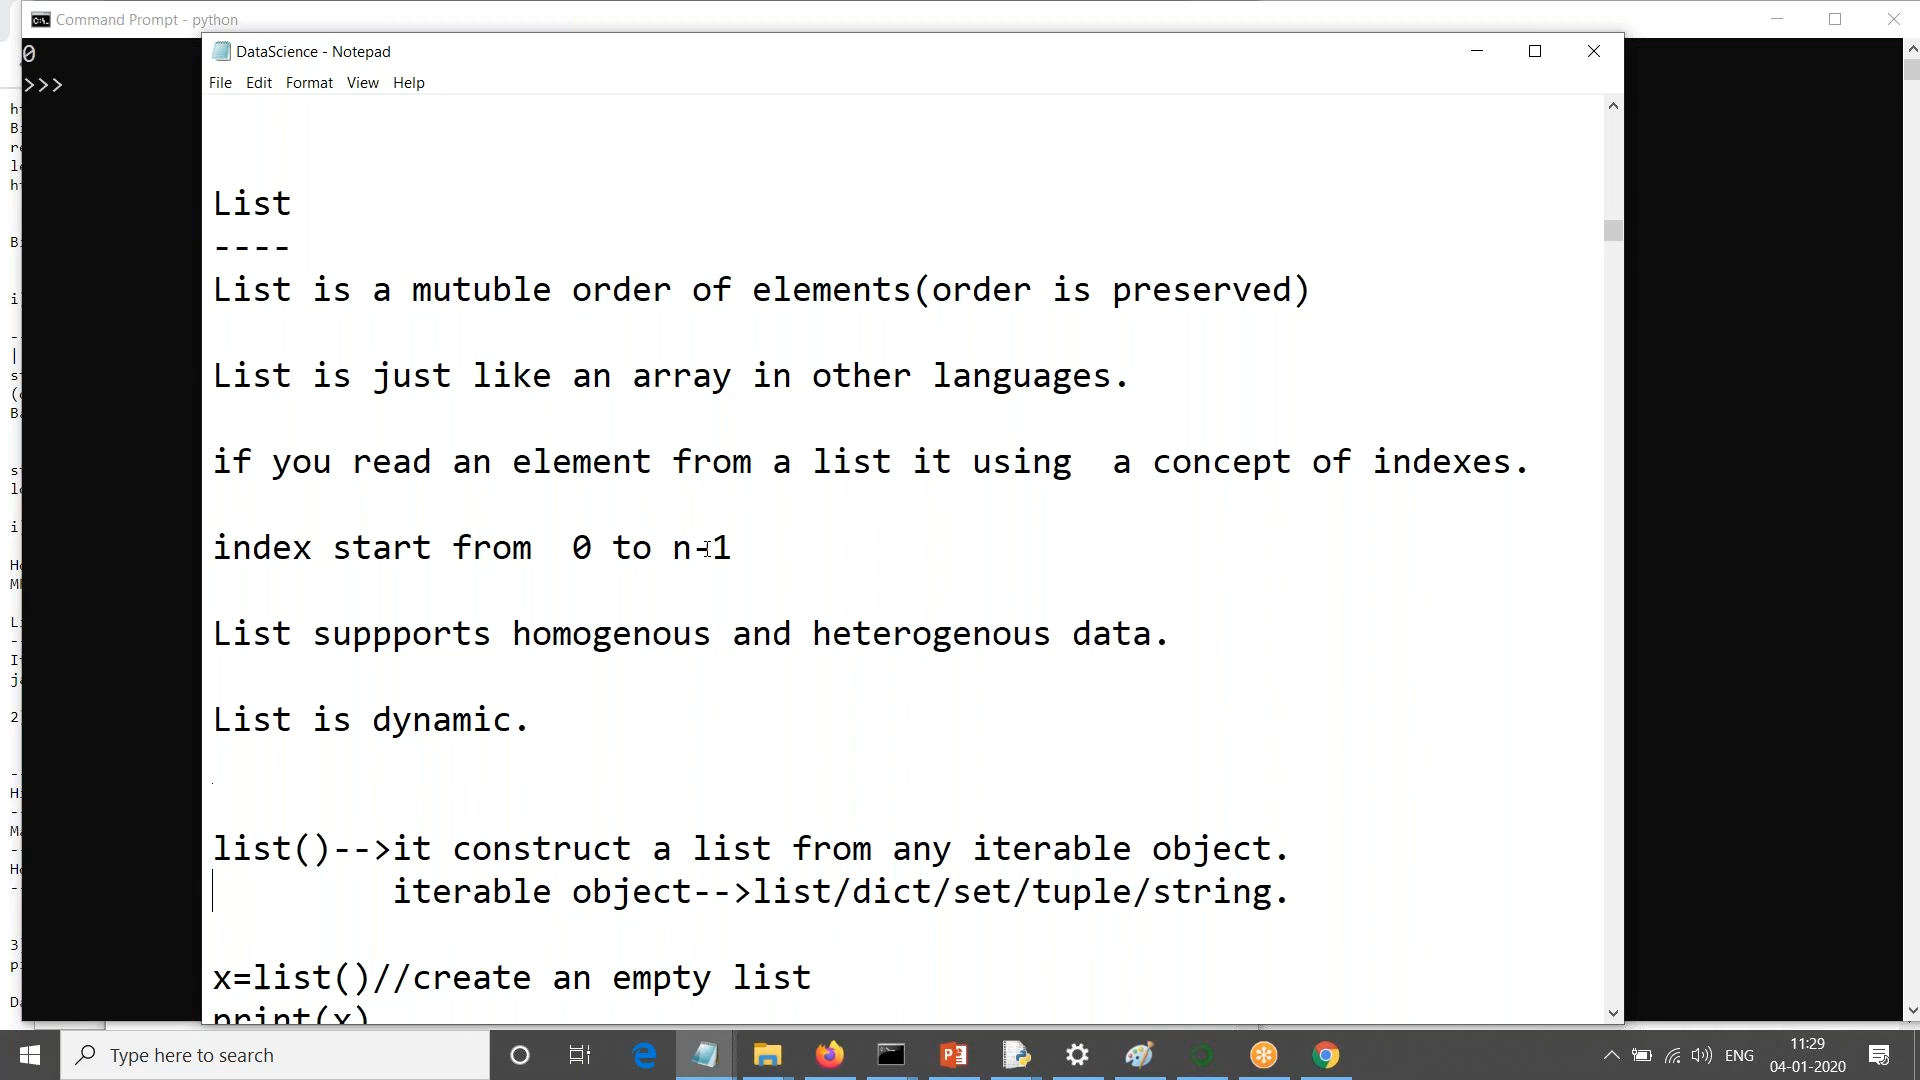 Command Prompt - python
0
>>>
DataScience - Notepad
File Edit Format View Help
List
----
List is a mutuble order of elements(order is preserved)
List is just like an array in other languages.
if you read an element from a list it using  a concept of indexes.
index start from  0 to n-1
List suppports homogenous and heterogenous data.
List is dynamic.
list()-->it construct a list from any iterable object.
iterable object-->list/dict/set/tuple/string.
x=list()//create an empty list
print(x)
Type here to search
ENG
11:29
04-01-2020